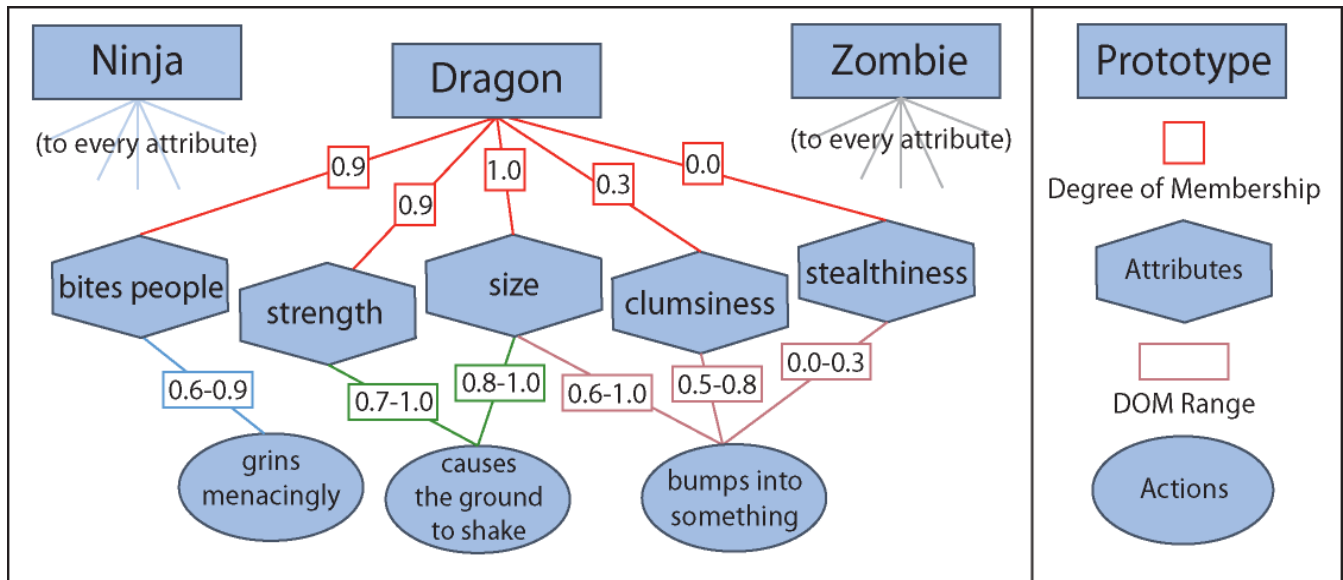 Ninja
Dragon
Zombie
(to every attribute)
(to every attribute)
0.9
0.9
1.0
0.3
0.0
bites people
strength
size
clumsiness
stealthiness
0.6-0.9
0.7-1.0
0.8-1.0
0.6-1.0
0.5-0.8
0.0-0.3
grins
menacingly
causes
the ground
to shake
bumps into
something
Prototype
Degree of Membership
Attributes
DOM Range
Actions